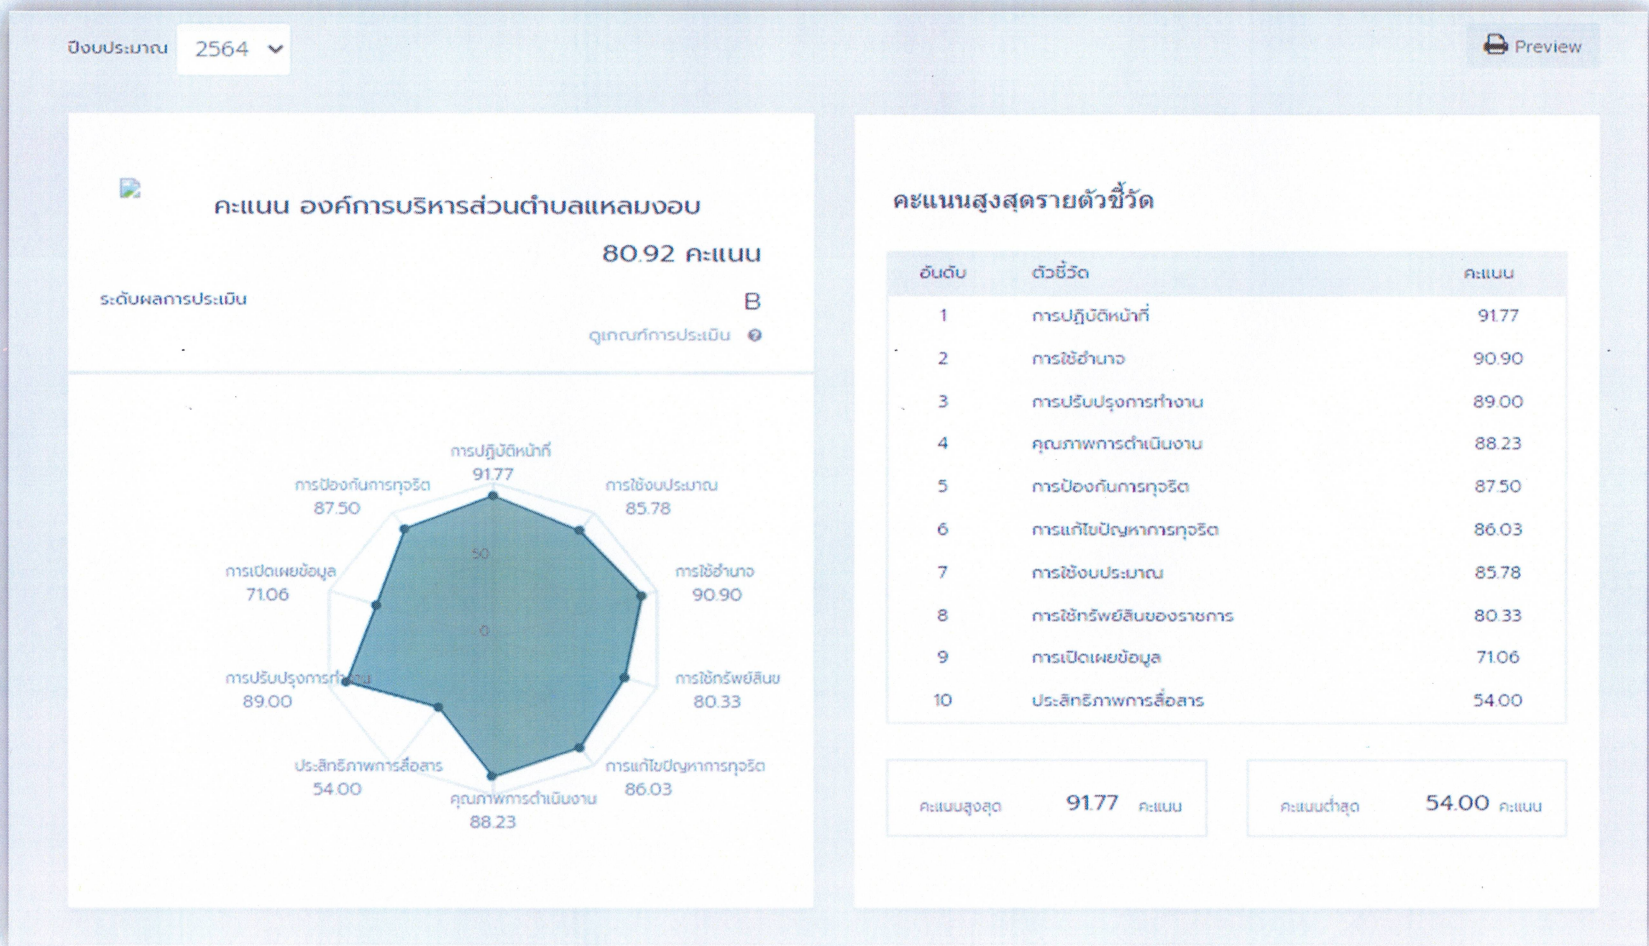 ปีงบประมาณ 2564
Preview
คะแนน องค์การบริหารส่วนตำบลแหลมงอบ
80.92 คะแนน
ระดับผลการประเมิน B
ดูเกณฑ์การประเมิน
การปฏิบัติหน้าที่
91.77
การป้องกันการทุจริต
87.50
การใช้งบประมาณ
85.78
50
การเปิดเผยข้อมูล
71.06
การใช้อำนาจ
90.90
0
การปรับปรุงการทำงาน
89.00
การใช้ทรัพย์สินข
80.33
ประสิทธิภาพการสื่อสาร
54.00
การแก้ไขปัญหาการทุจริต
86.03
คุณภาพการดำเนินงาน
88.23
คะแนนสูงสุดรายตัวชี้วัด
อันดับ ตัวชี้วัด คะแนน
1 การปฏิบัติหน้าที่ 91.77
2 การใช้อำนาจ 90.90
3 การปรับปรุงการทำงาน 89.00
4 คุณภาพการดำเนินงาน 88.23
5 การป้องกันการทุจริต 87.50
6 การแก้ไขปัญหาการทุจริต 86.03
7 การใช้งบประมาณ 85.78
8 การใช้ทรัพย์สินของราชการ 80.33
9 การเปิดเผยข้อมูล 71.06
10 ประสิทธิภาพการสื่อสาร 54.00
คะแนนสูงสุด 91.77 คะแนน
คะแนนต่ำสุด 54.00 คะแนน